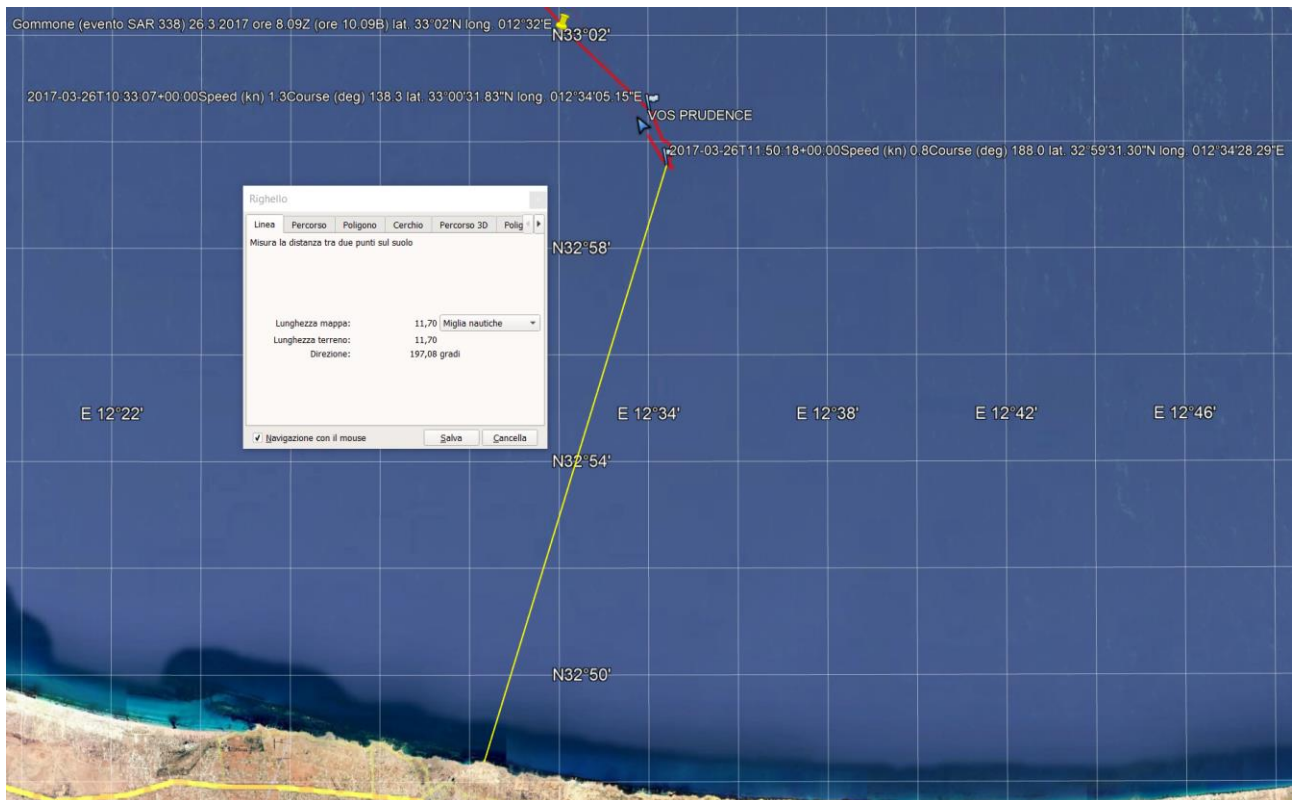 Gommone (evento SAR 338) 26.3.2017 ore 8.09Z (ore 10.09B) lat. 33°02'N long. 012°32'E
N33°02'
2017-03-26T10:33:07+00:00Speed (kn) 1.3Course (deg) 138.3 lat. 33°00'31.83"N long. 012°34'05.15"E
VOS PRUDENCE
2017-03-26T11:50:18+00:00Speed (kn) 0.8Course (deg) 188.0 lat. 32°59'31.30"N long. 012°34'28.29"E
Righello
Linea Percorso Poligono Cerchio Percorso 3D Polig
Misura la distanza tra due punti sul suolo
Lunghezza mappa: 11,70 Miglia nautiche
Lunghezza terreno: 11,70
Direzione: 197,08 gradi
Navigazione con il mouse Salva Cancella
N32°58'
E 12°22' E 12°34' E 12°38' E 12°42' E 12°46'
N32°54'
N32°50'